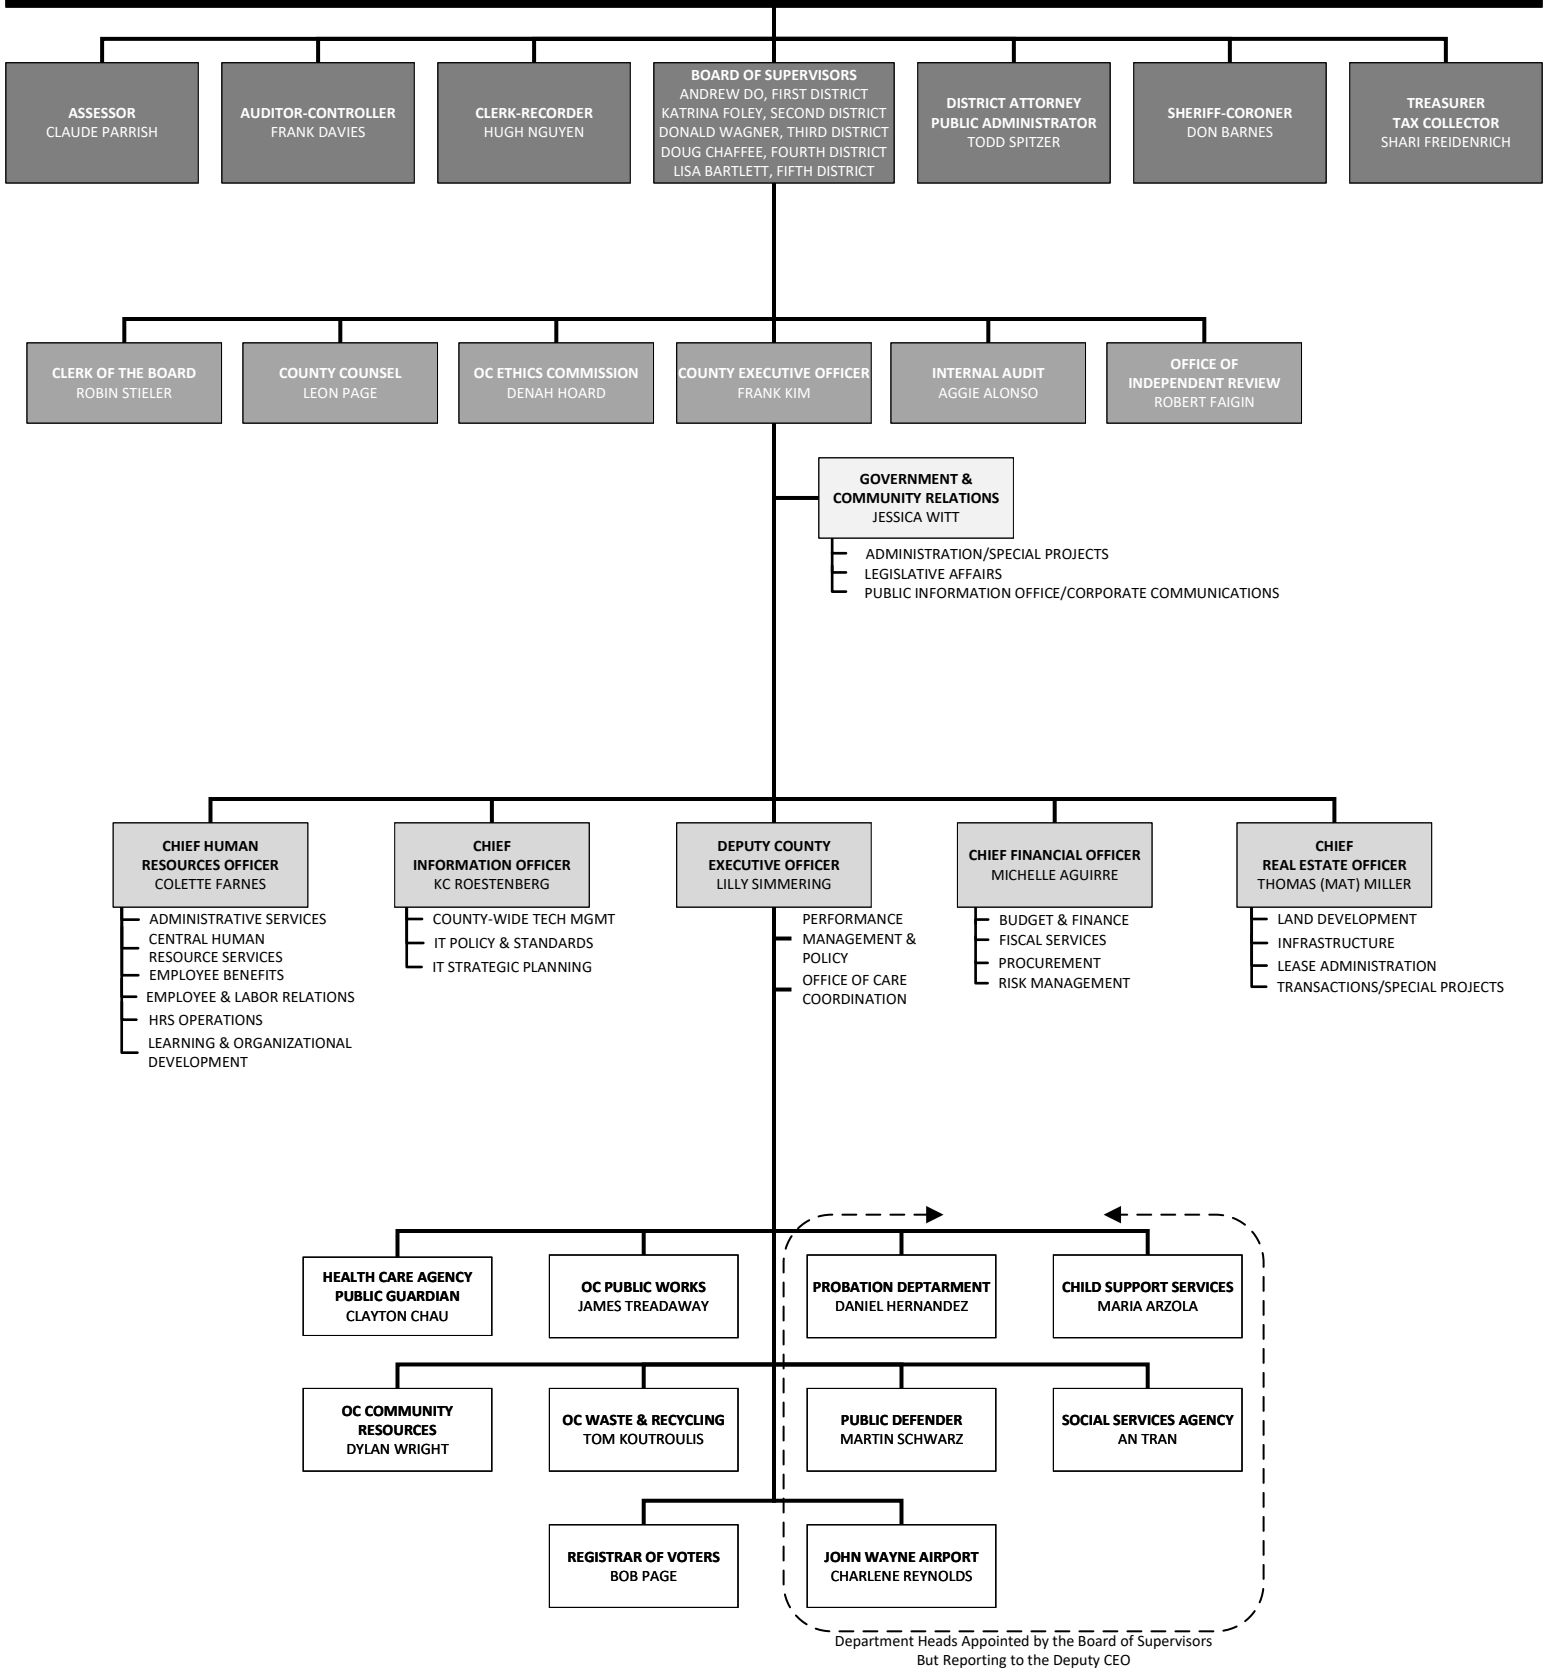 ASSESSOR
CLAUDE PARRISH
AUDITOR-CONTROLLER
FRANK DAVIES
CLERK-RECORDER
HUGH NGUYEN
BOARD OF SUPERVISORS
ANDREW DO, FIRST DISTRICT
KATRINA FOLEY, SECOND DISTRICT
DONALD WAGNER, THIRD DISTRICT
DOUG CHAFFEE, FOURTH DISTRICT
LISA BARTLETT, FIFTH DISTRICT
DISTRICT ATTORNEY
PUBLIC ADMINISTRATOR
TODD SPITZER
SHERIFF-CORONER
DON BARNES
TREASURER
TAX COLLECTOR
SHARI FREIDENRICH
CLERK OF THE BOARD
ROBIN STIELER
COUNTY COUNSEL
LEON PAGE
OC ETHICS COMMISSION
DENAH HOARD
COUNTY EXECUTIVE OFFICER
FRANK KIM
INTERNAL AUDIT
AGGIE ALONSO
OFFICE OF
INDEPENDENT REVIEW
ROBERT FAIGIN
GOVERNMENT &
COMMUNITY RELATIONS
JESSICA WITT
ADMINISTRATION/SPECIAL PROJECTS
LEGISLATIVE AFFAIRS
PUBLIC INFORMATION OFFICE/CORPORATE COMMUNICATIONS
CHIEF HUMAN
RESOURCES OFFICER
COLETTE FARNES
ADMINISTRATIVE SERVICES
CENTRAL HUMAN
RESOURCE SERVICES
EMPLOYEE BENEFITS
EMPLOYEE & LABOR RELATIONS
HRS OPERATIONS
LEARNING & ORGANIZATIONAL
DEVELOPMENT
CHIEF
INFORMATION OFFICER
KC ROESTENBERG
COUNTY-WIDE TECH MGMT
IT POLICY & STANDARDS
IT STRATEGIC PLANNING
DEPUTY COUNTY
EXECUTIVE OFFICER
LILLY SIMMERING
PERFORMANCE
MANAGEMENT &
POLICY
OFFICE OF CARE
COORDINATION
CHIEF FINANCIAL OFFICER
MICHELLE AGUIRRE
BUDGET & FINANCE
FISCAL SERVICES
PROCUREMENT
RISK MANAGEMENT
CHIEF
REAL ESTATE OFFICER
THOMAS (MAT) MILLER
LAND DEVELOPMENT
INFRASTRUCTURE
LEASE ADMINISTRATION
TRANSACTIONS/SPECIAL PROJECTS
HEALTH CARE AGENCY
PUBLIC GUARDIAN
CLAYTON CHAU
OC PUBLIC WORKS
JAMES TREADAWAY
PROBATION DEPTARMENT
DANIEL HERNANDEZ
CHILD SUPPORT SERVICES
MARIA ARZOLA
OC COMMUNITY
RESOURCES
DYLAN WRIGHT
OC WASTE & RECYCLING
TOM KOUTROULIS
PUBLIC DEFENDER
MARTIN SCHWARZ
SOCIAL SERVICES AGENCY
AN TRAN
REGISTRAR OF VOTERS
BOB PAGE
JOHN WAYNE AIRPORT
CHARLENE REYNOLDS
Department Heads Appointed by the Board of Supervisors
But Reporting to the Deputy CEO